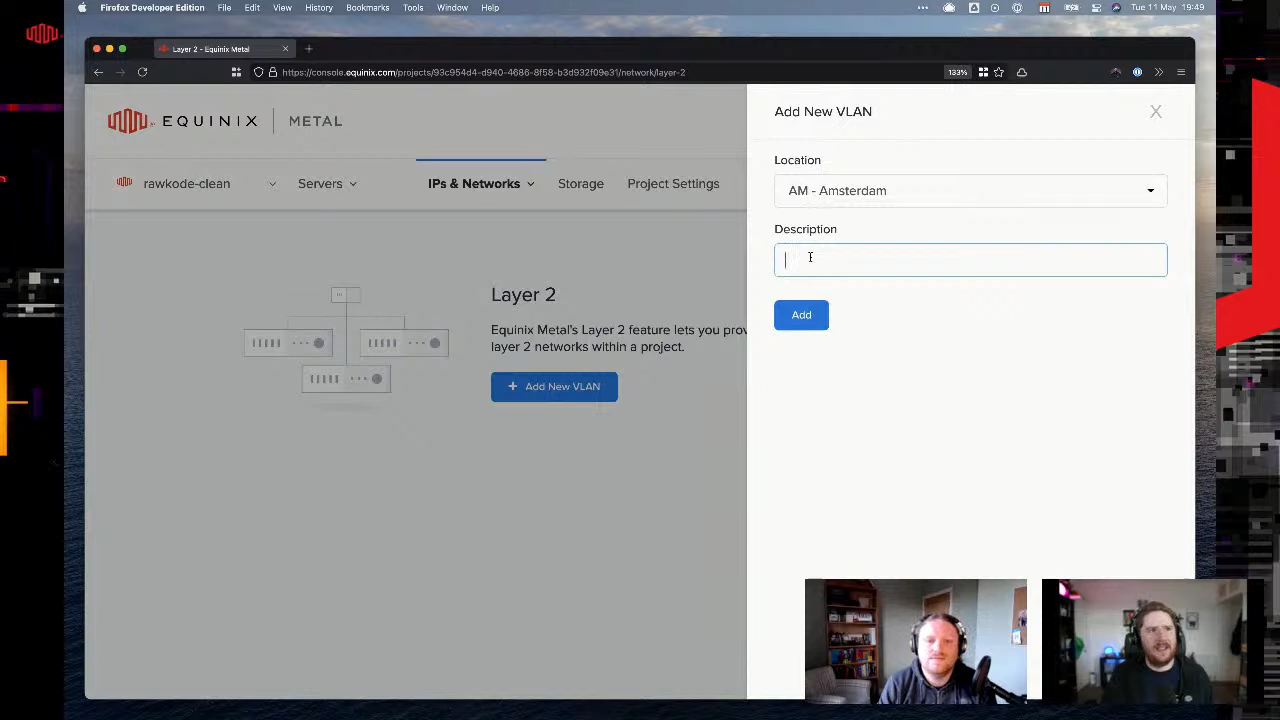 Firefox Developer Edition File Edit View History Bookmarks Tools Window Help Tue 11 May 19:49
Layer 2 - Equinix Metal
https://console.equinix.com/projects/93c954d4-d940-4686-8f58-b3d932f09e31/network/layer-2 133%
EQUINIX METAL
rawkode-clean Servers IPs & Networks Storage Project Settings
Layer 2
Equinix Metal's Layer 2 feature lets you prov
layer 2 networks within a project.
+ Add New VLAN
Add New VLAN X
Location
AM - Amsterdam
Description
Add